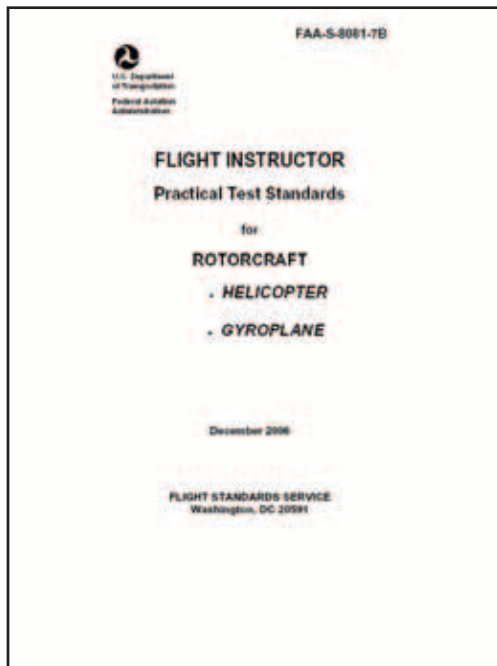 FAA-S-8081-7B
U.S. Department
of Transportation
Federal Aviation
Administration
FLIGHT INSTRUCTOR
Practical Test Standards
for
ROTORCRAFT
• HELICOPTER
• GYROPLANE
December 2006
FLIGHT STANDARDS SERVICE
Washington, DC 20591